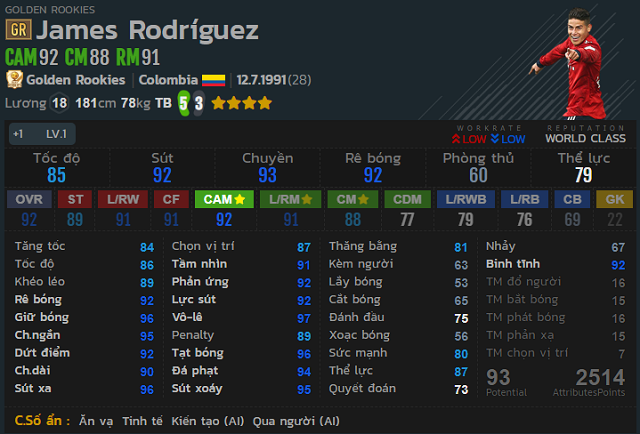 GOLDEN ROOKIES
GR James Rodríguez
CAM92 CM88 RM91
Golden Rookies | Colombia | 12.7.1991(28)
Lương 18 181cm 78kg TB 5 3
+1 LV.1
WORKRATE REPUTATION
LOW LOW WORLD CLASS
Tốc độ Sút Chuyền Rê bóng Phòng thủ Thể lực
85 92 93 92 60 79
OVR ST L/RW CF CAM L/RM CM CDM L/RWB L/RB CB GK
92 89 91 91 92 91 88 77 79 76 69 22
Tăng tốc 84 Chọn vị trí 87 Thăng bằng 81 Nhảy 67
Tốc độ 86 Tầm nhìn 91 Kèm người 63 Bình tĩnh 92
Khéo léo 89 Phản ứng 92 Lấy bóng 53 TM đổ người 16
Rê bóng 92 Lực sút 92 Cắt bóng 65 TM bắt bóng 15
Giữ bóng 96 Vô-lê 97 Đánh đầu 75 TM phát bóng 16
Ch.ngắn 95 Penalty 89 Xoạc bóng 56 TM phản xạ 15
Dứt điểm 92 Tạt bóng 96 Sức mạnh 80 TM chọn vị trí 7
Ch.dài 90 Đá phạt 94 Thể lực 87 93 2514
Sút xa 96 Sút xoáy 95 Quyết đoán 73 Potential AttributesPoints
C.Số ẩn : Ăn vạ Tinh tế Kiến tạo (AI) Qua người (AI)